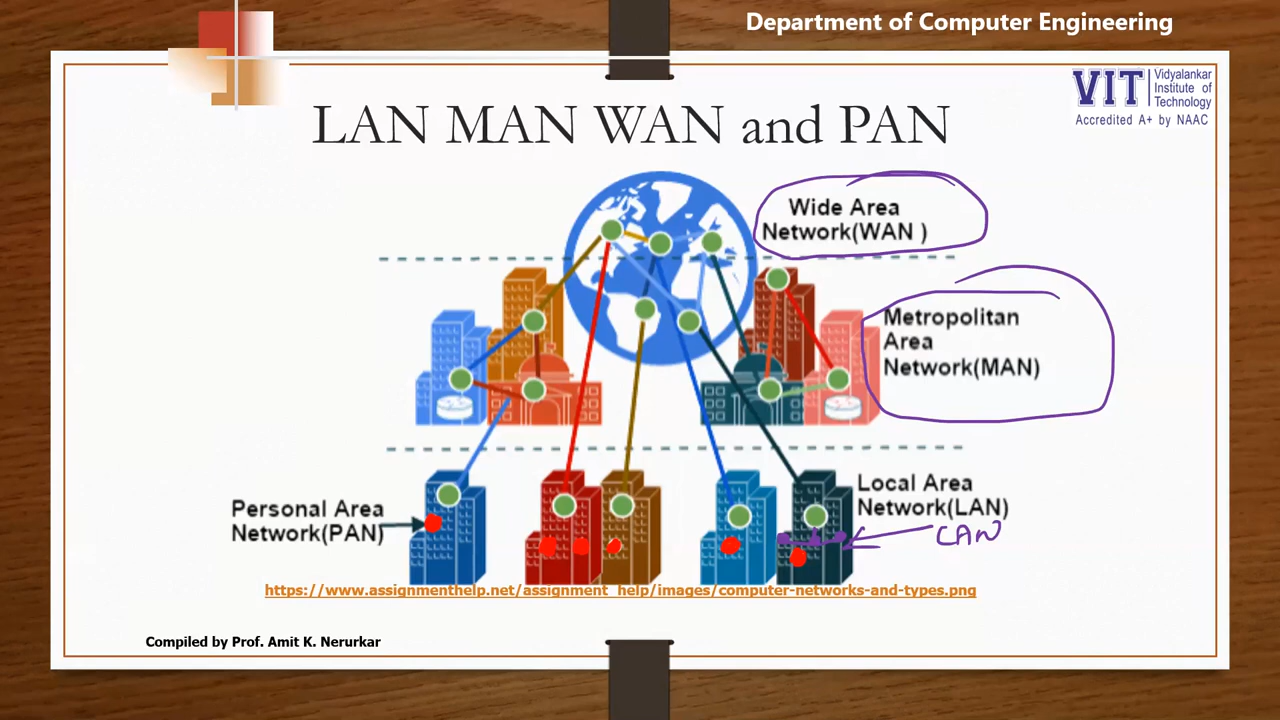 Department of Computer Engineering
VIT
Vidyalankar
Institute of
Technology
Accredited A+ by NAAC
LAN MAN WAN and PAN
Wide Area
Network(WAN )
Metropolitan
Area
Network(MAN)
Personal Area
Network(PAN)
Local Area
Network(LAN)
CAN
https://www.assignmenthelp.net/assignment_help/images/computer-networks-and-types.png
Compiled by Prof. Amit K. Nerurkar